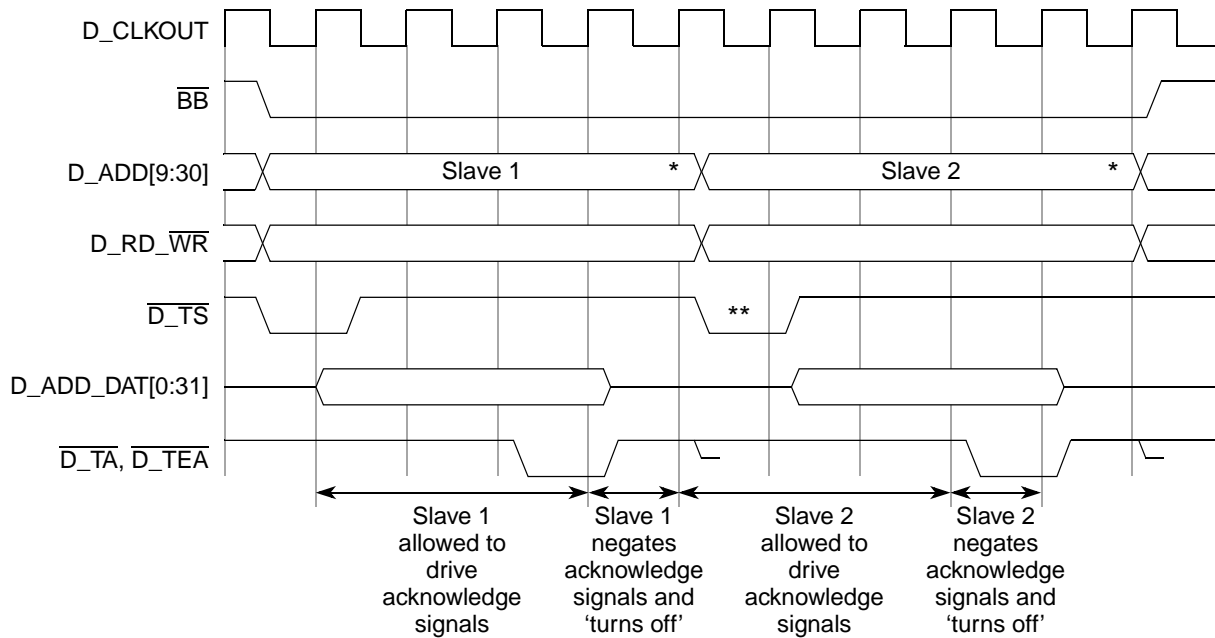 D_CLKOUT
BB
D_ADD[9:30]
Slave 1
*
Slave 2
*
D_RD_WR
D_TS
**
D_ADD_DAT[0:31]
D_TA, D_TEA
Slave 1
allowed to
drive
acknowledge
signals
Slave 1
negates
acknowledge
signals and
‘turns off’
Slave 2
allowed to
drive
acknowledge
signals
Slave 2
negates
acknowledge
signals and
‘turns off’